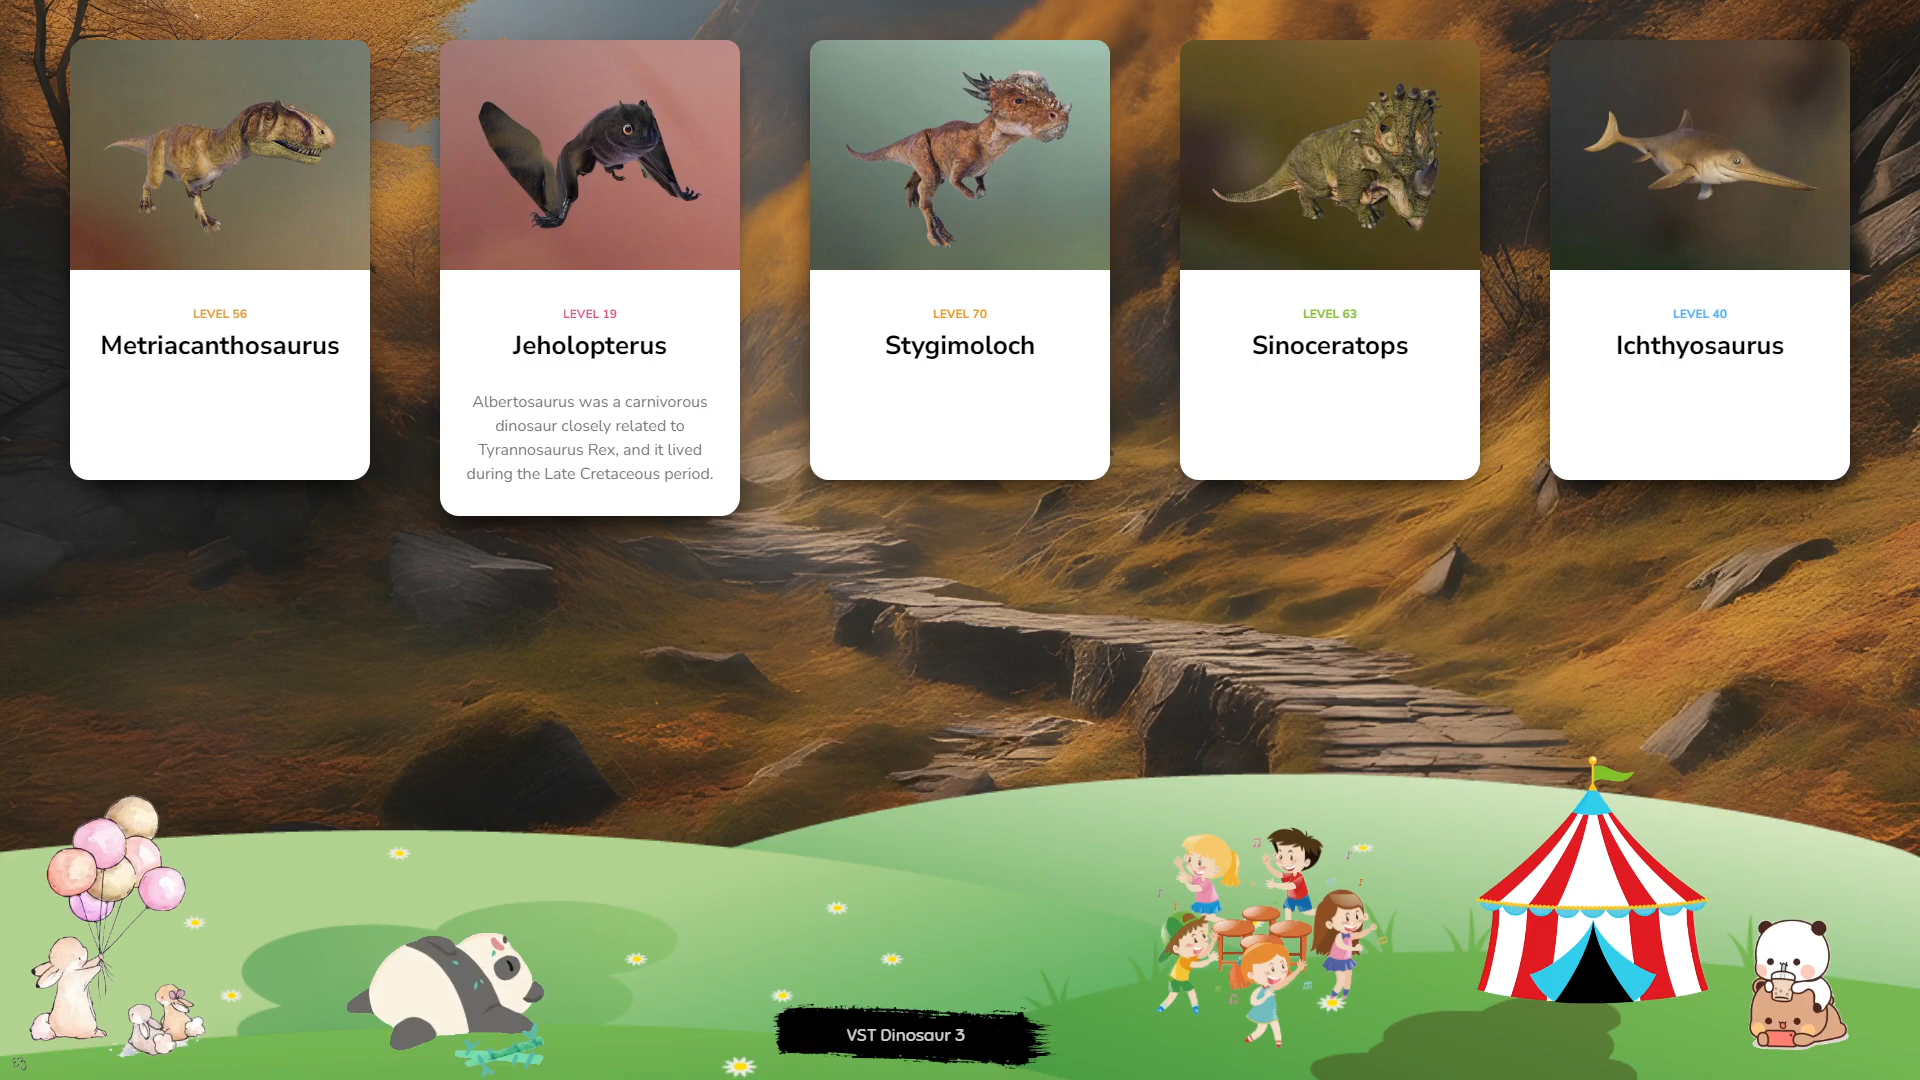 LEVEL 56
Metriacanthosaurus
LEVEL 19
Jeholopterus
Albertosaurus was a carnivorous
dinosaur closely related to
Tyrannosaurus Rex, and it lived
during the Late Cretaceous period.
LEVEL 70
Stygimoloch
LEVEL 63
Sinoceratops
LEVEL 40
Ichthyosaurus
VST Dinosaur 3